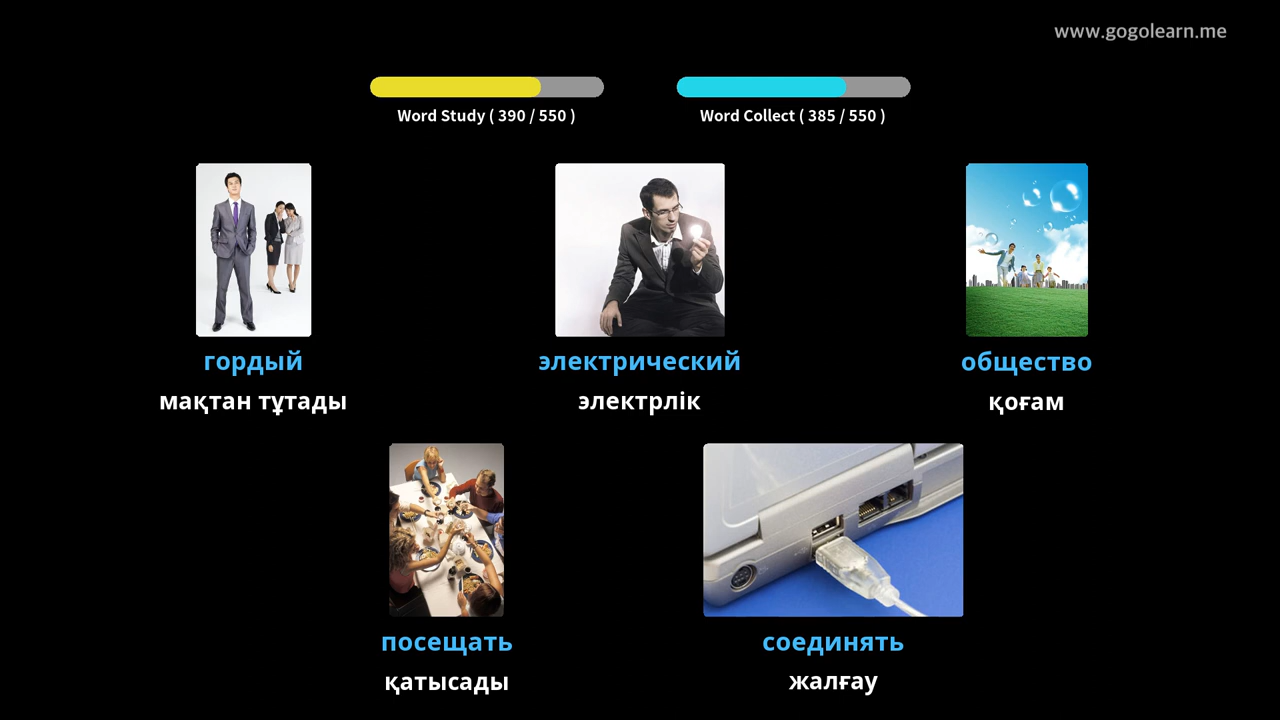 www.gogolearn.me
Word Study ( 390 / 550 )
Word Collect ( 385 / 550 )
гордый
мақтан тұтады
электрический
электрлік
общество
қоғам
посещать
қатысады
соединять
жалғау